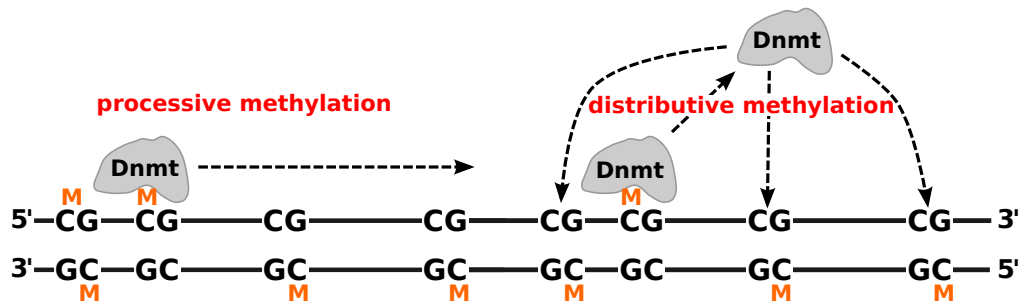 Dnmt
processive methylation
distributive methylation
Dnmt
Dnmt
M M M
5' CG CG CG CG CG CG CG CG 3'
3' GC GC GC GC GC GC GC GC 5'
M M M M M M